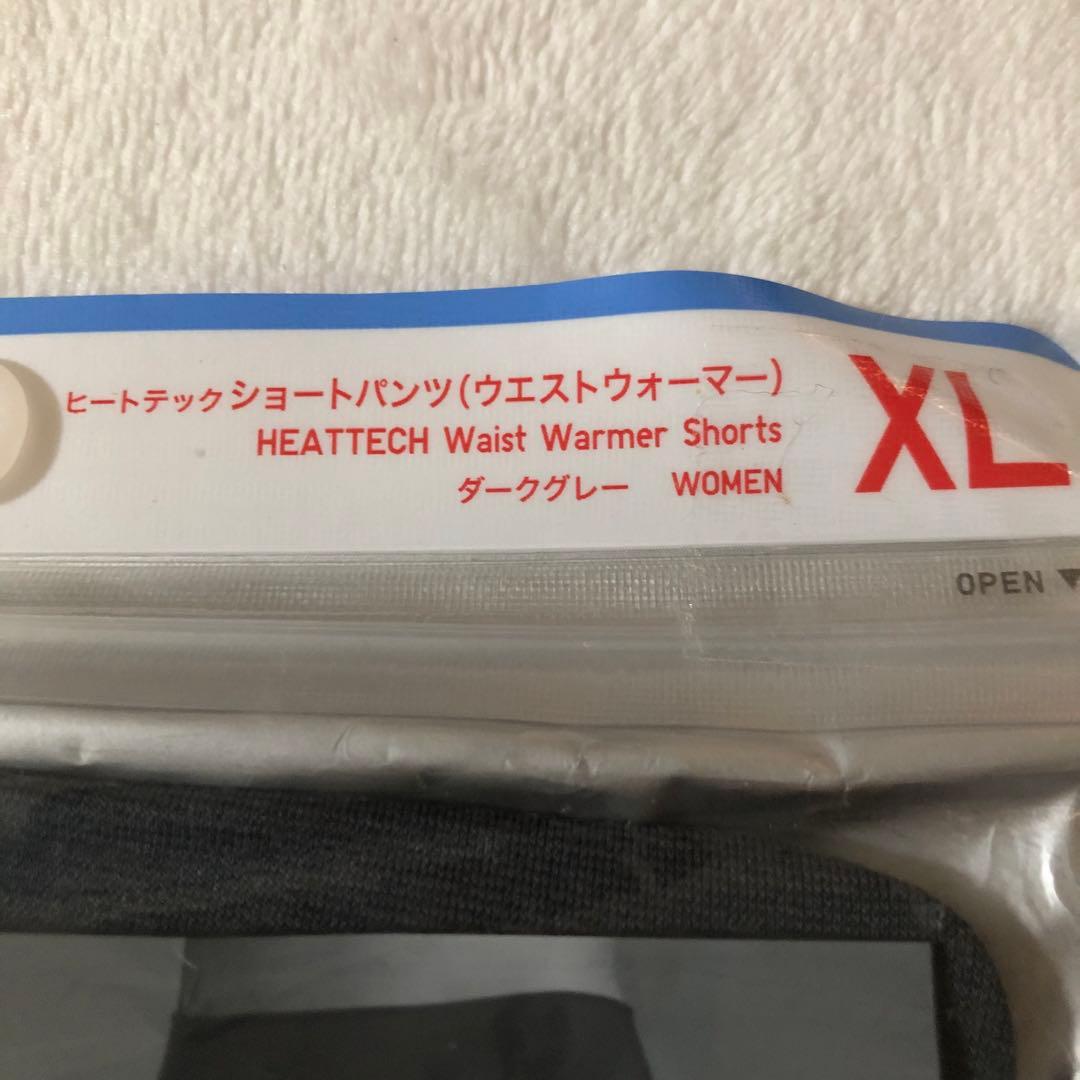 ヒートテック ショートパンツ(ウエストウォーマー)
HEATTECH Waist Warmer Shorts
ダークグレー WOMEN
XL
OPEN ▼